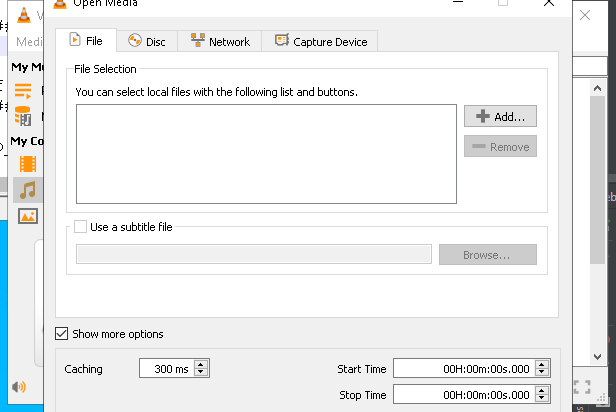 Open Media
Medi
File
Disc
Network
Capture Device
My M
My Co
File Selection
You can select local files with the following list and buttons.
Add...
Remove
Use a subtitle file
Browse...
Show more options
Caching
300 ms
Start Time
00H:00m:00s.000
Stop Time
00H:00m:00s.000